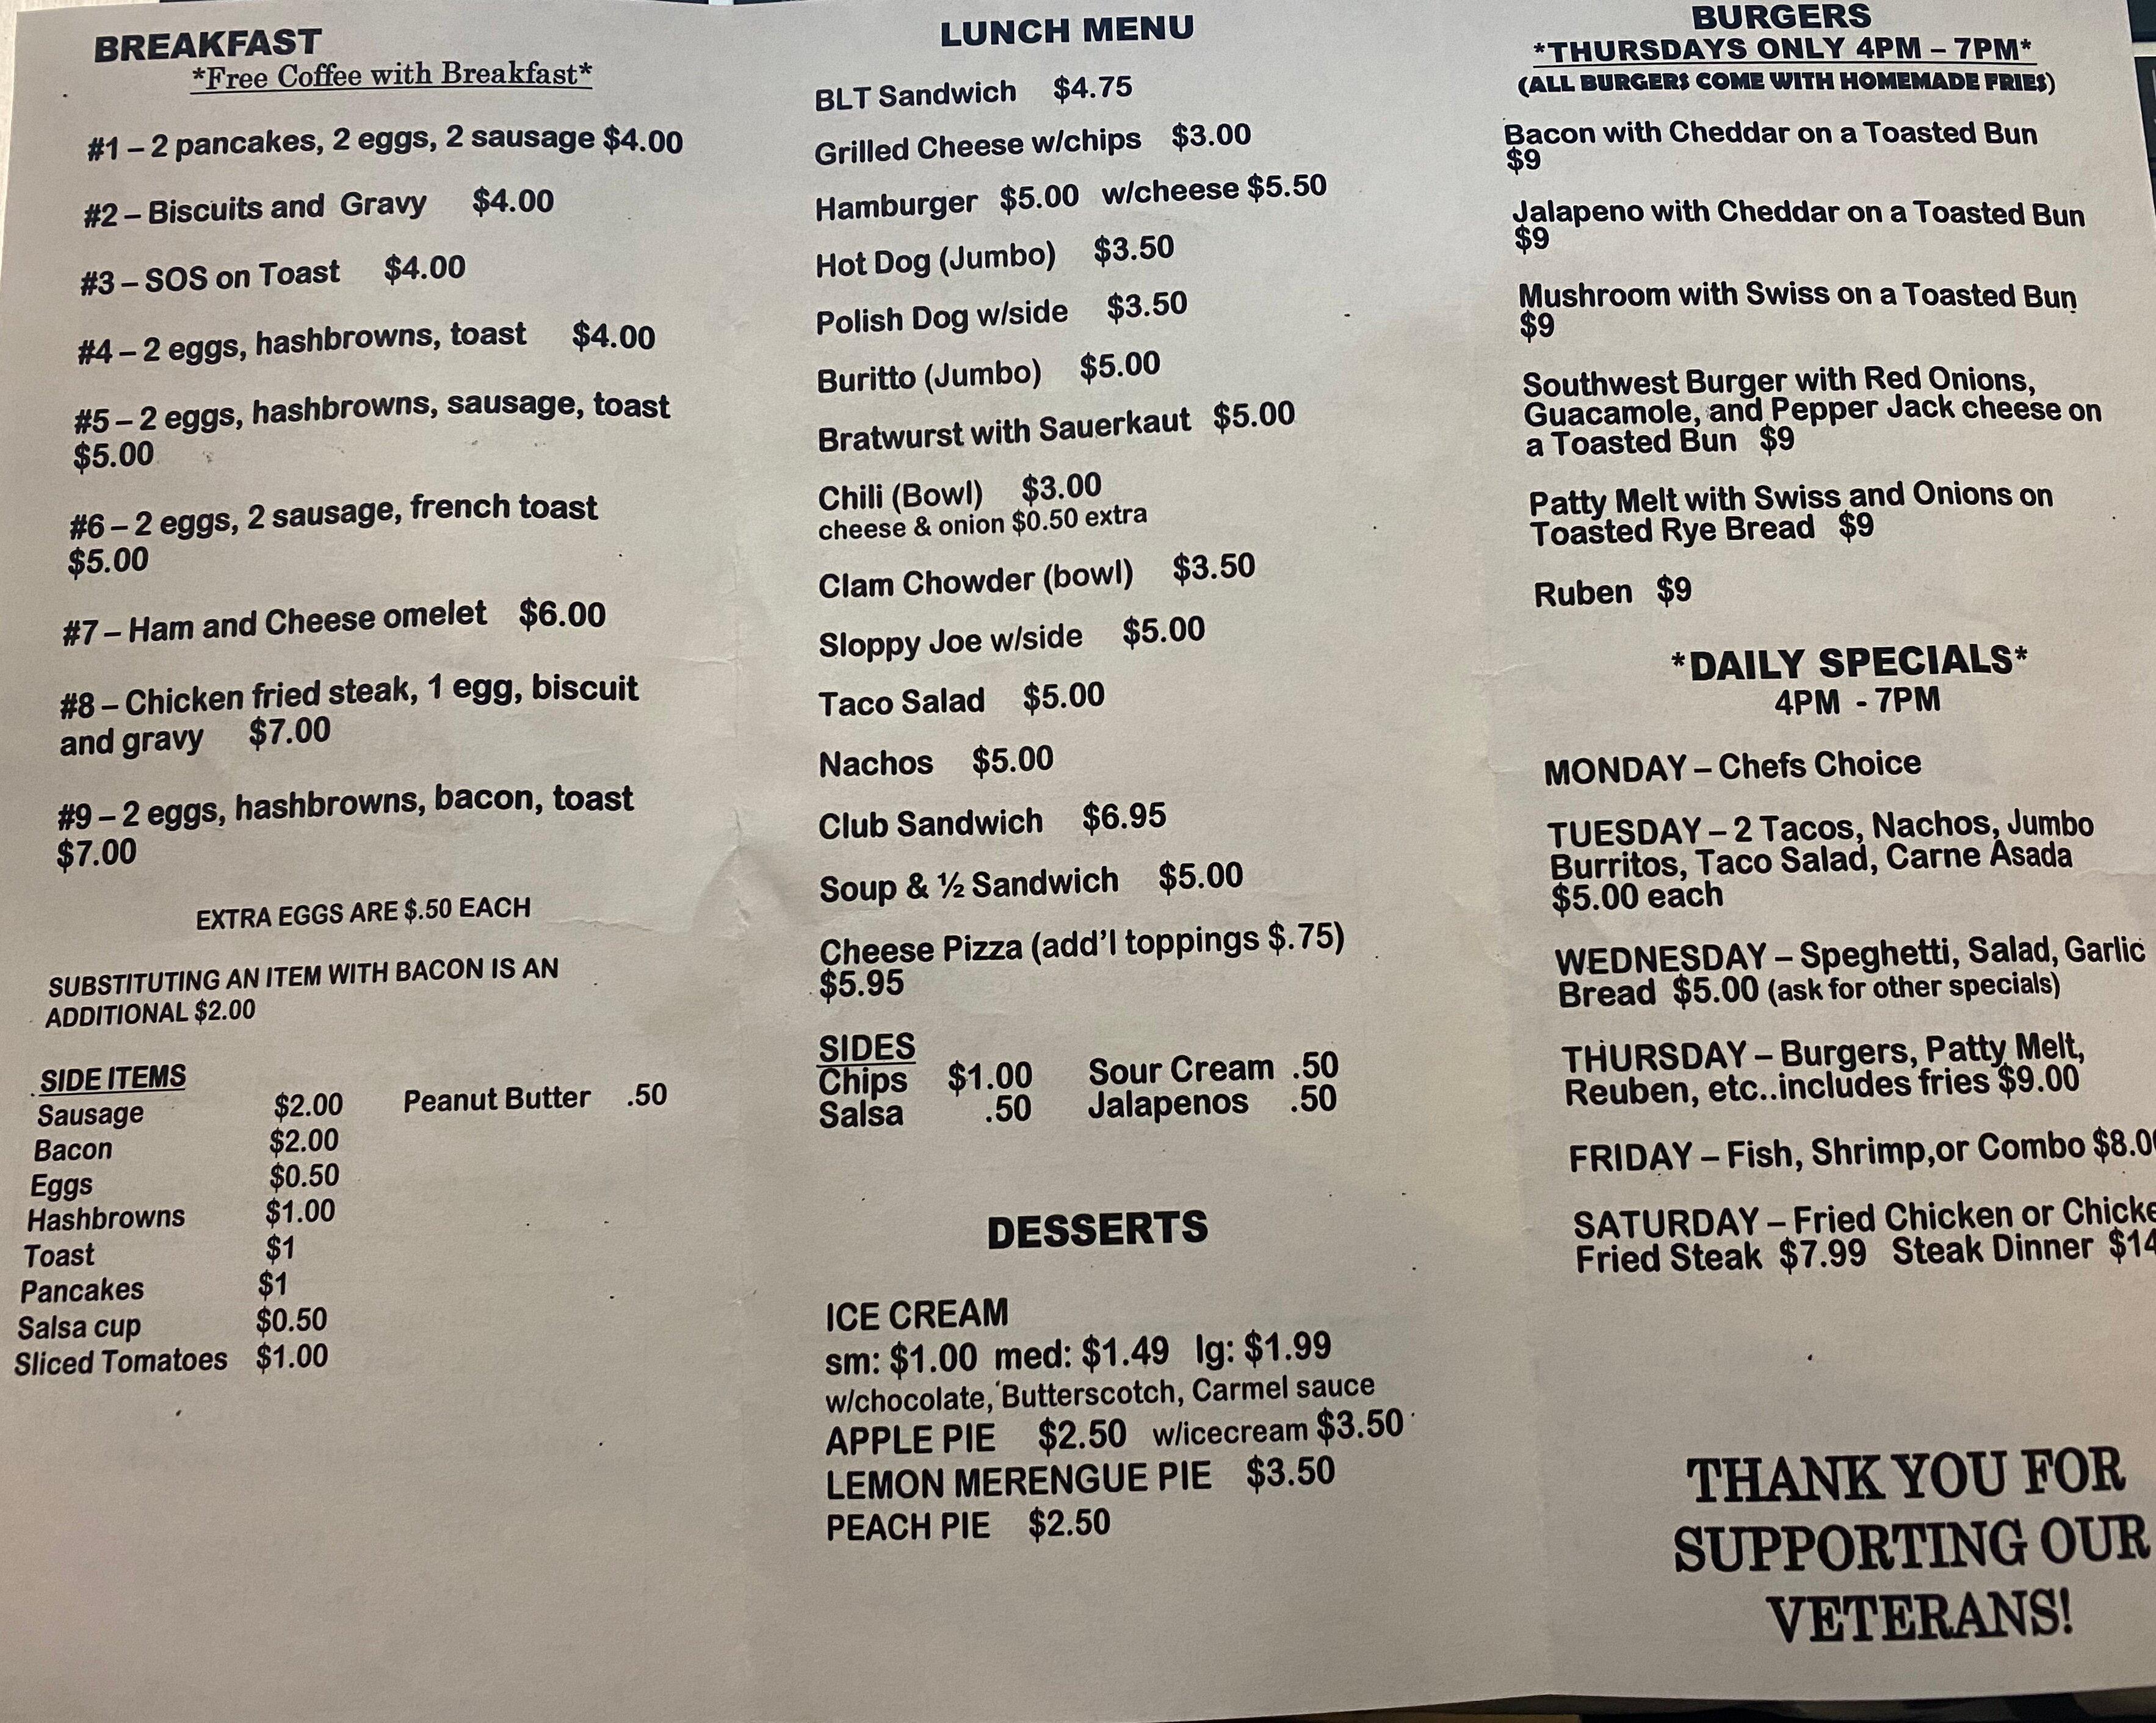 BREAKFAST
*Free Coffee with Breakfast*
#1 – 2 pancakes, 2 eggs, 2 sausage $4.00
#2 – Biscuits and Gravy $4.00
#3 – SOS on Toast $4.00
#4 – 2 eggs, hashbrowns, toast $4.00
#5 – 2 eggs, hashbrowns, sausage, toast
$5.00
#6 – 2 eggs, 2 sausage, french toast
$5.00
#7 – Ham and Cheese omelet $6.00
#8 – Chicken fried steak, 1 egg, biscuit
and gravy $7.00
#9 – 2 eggs, hashbrowns, bacon, toast
$7.00
EXTRA EGGS ARE $.50 EACH
SUBSTITUTING AN ITEM WITH BACON IS AN
ADDITIONAL $2.00
SIDE ITEMS
Sausage $2.00 Peanut Butter .50
Bacon $2.00
Eggs $0.50
Hashbrowns $1.00
Toast $1
Pancakes $1
Salsa cup $0.50
Sliced Tomatoes $1.00
LUNCH MENU
BLT Sandwich $4.75
Grilled Cheese w/chips $3.00
Hamburger $5.00 w/cheese $5.50
Hot Dog (Jumbo) $3.50
Polish Dog w/side $3.50
Buritto (Jumbo) $5.00
Bratwurst with Sauerkaut $5.00
Chili (Bowl) $3.00
cheese & onion $0.50 extra
Clam Chowder (bowl) $3.50
Sloppy Joe w/side $5.00
Taco Salad $5.00
Nachos $5.00
Club Sandwich $6.95
Soup & ½ Sandwich $5.00
Cheese Pizza (add'l toppings $.75)
$5.95
SIDES
Chips $1.00 Sour Cream .50
Salsa .50 Jalapenos .50
DESSERTS
ICE CREAM
sm: $1.00 med: $1.49 lg: $1.99
w/chocolate, Butterscotch, Carmel sauce
APPLE PIE $2.50 w/icecream $3.50
LEMON MERENGUE PIE $3.50
PEACH PIE $2.50
BURGERS
*THURSDAYS ONLY 4PM – 7PM*
(ALL BURGERS COME WITH HOMEMADE FRIES)
Bacon with Cheddar on a Toasted Bun
$9
Jalapeno with Cheddar on a Toasted Bun
$9
Mushroom with Swiss on a Toasted Bun
$9
Southwest Burger with Red Onions,
Guacamole, and Pepper Jack cheese on
a Toasted Bun $9
Patty Melt with Swiss and Onions on
Toasted Rye Bread $9
Ruben $9
*DAILY SPECIALS*
4PM - 7PM
MONDAY – Chefs Choice
TUESDAY – 2 Tacos, Nachos, Jumbo
Burritos, Taco Salad, Carne Asada
$5.00 each
WEDNESDAY – Speghetti, Salad, Garlic
Bread $5.00 (ask for other specials)
THURSDAY – Burgers, Patty Melt,
Reuben, etc..includes fries $9.00
FRIDAY – Fish, Shrimp,or Combo $8.0
SATURDAY – Fried Chicken or Chicke
Fried Steak $7.99 Steak Dinner $14
THANK YOU FOR
SUPPORTING OUR
VETERANS!